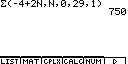 Σ(-4+2N,N,0,29,1)
750
LIST MAT CPLX CALC NUM D